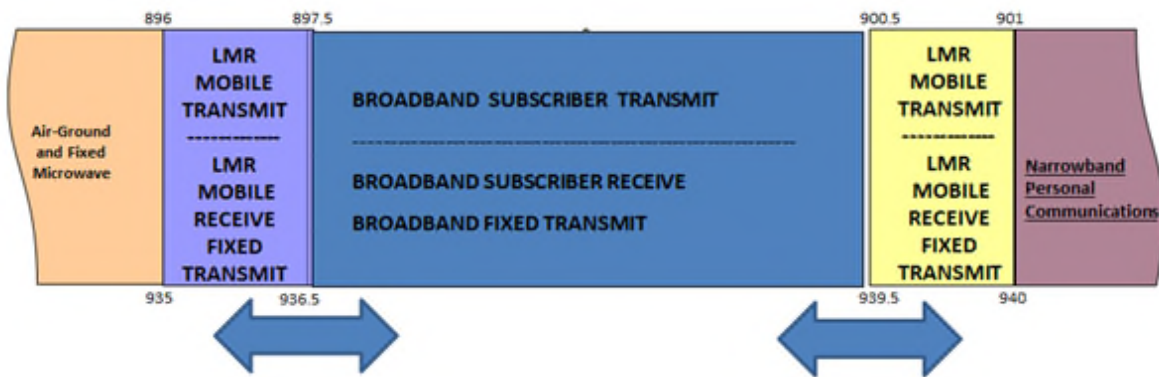 896
897.5
900.5
901
Air-Ground
and Fixed
Microwave
LMR
MOBILE
TRANSMIT
-------------
LMR
MOBILE
RECEIVE
FIXED
TRANSMIT
BROADBAND SUBSCRIBER TRANSMIT
BROADBAND SUBSCRIBER RECEIVE
BROADBAND FIXED TRANSMIT
LMR
MOBILE
TRANSMIT
-------------
LMR
MOBILE
RECEIVE
FIXED
TRANSMIT
Narrowband
Personal
Communications
935
936.5
939.5
940